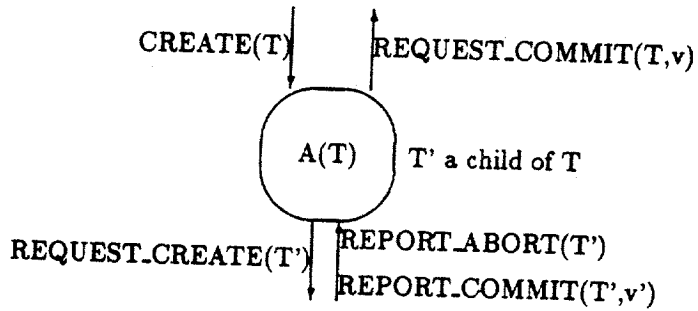 CREATE(T) REQUEST_COMMIT(T,v)
A(T) T' a child of T
REQUEST_CREATE(T') REPORT_ABORT(T')
REPORT_COMMIT(T',v')